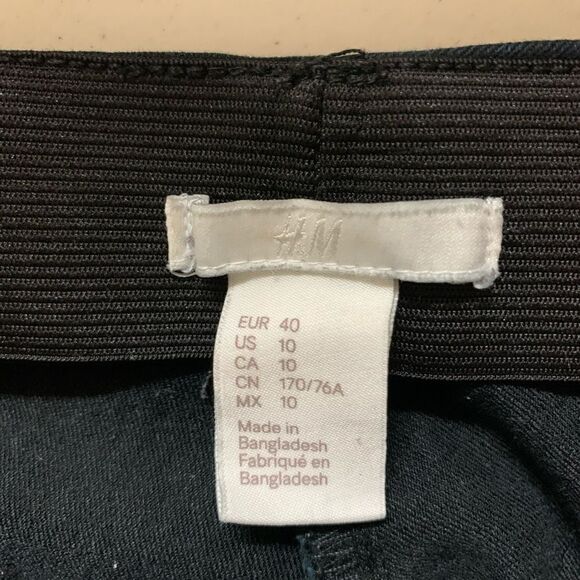 H&M
EUR 40
US 10
CA 10
CN 170/76A
MX 10
Made in
Bangladesh
Fabriqué en
Bangladesh